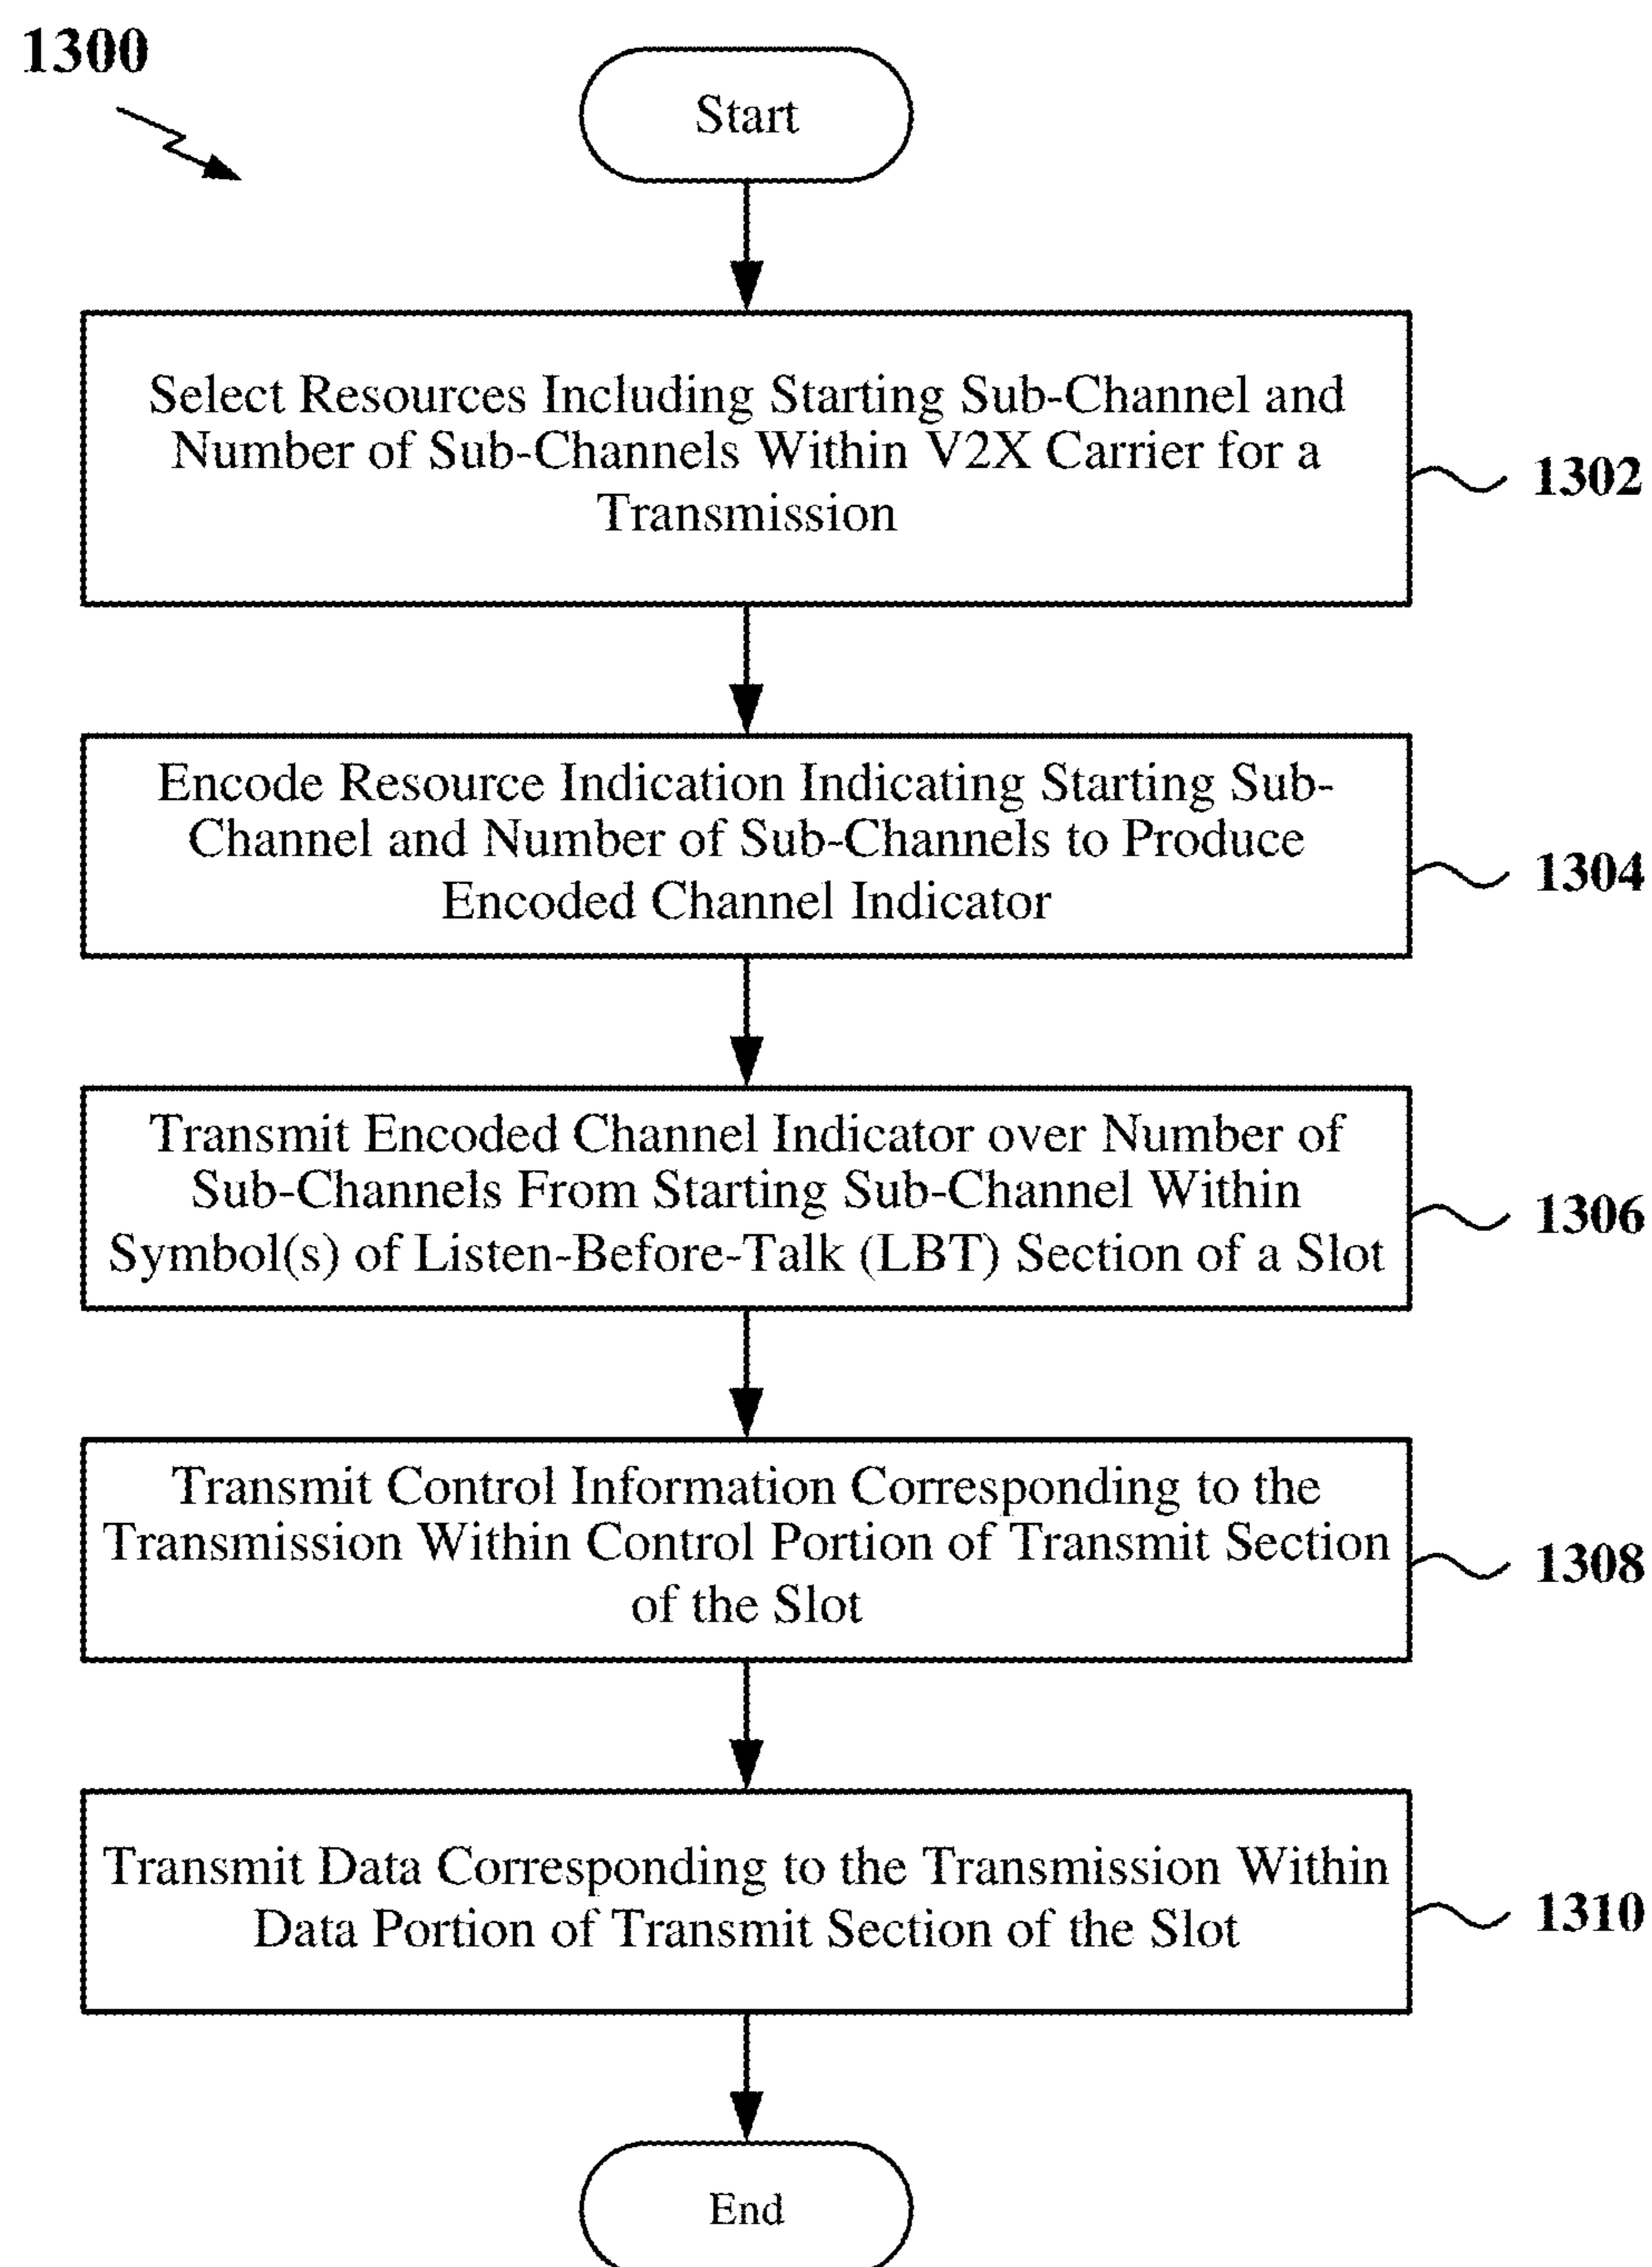 1300
Start
Select Resources Including Starting Sub-Channel and
Number of Sub-Channels Within V2X Carrier for a
Transmission
1302
Encode Resource Indication Indicating Starting Sub-
Channel and Number of Sub-Channels to Produce
Encoded Channel Indicator
1304
Transmit Encoded Channel Indicator over Number of
Sub-Channels From Starting Sub-Channel Within
Symbol(s) of Listen-Before-Talk (LBT) Section of a Slot
1306
Transmit Control Information Corresponding to the
Transmission Within Control Portion of Transmit Section
of the Slot
1308
Transmit Data Corresponding to the Transmission Within
Data Portion of Transmit Section of the Slot
1310
End